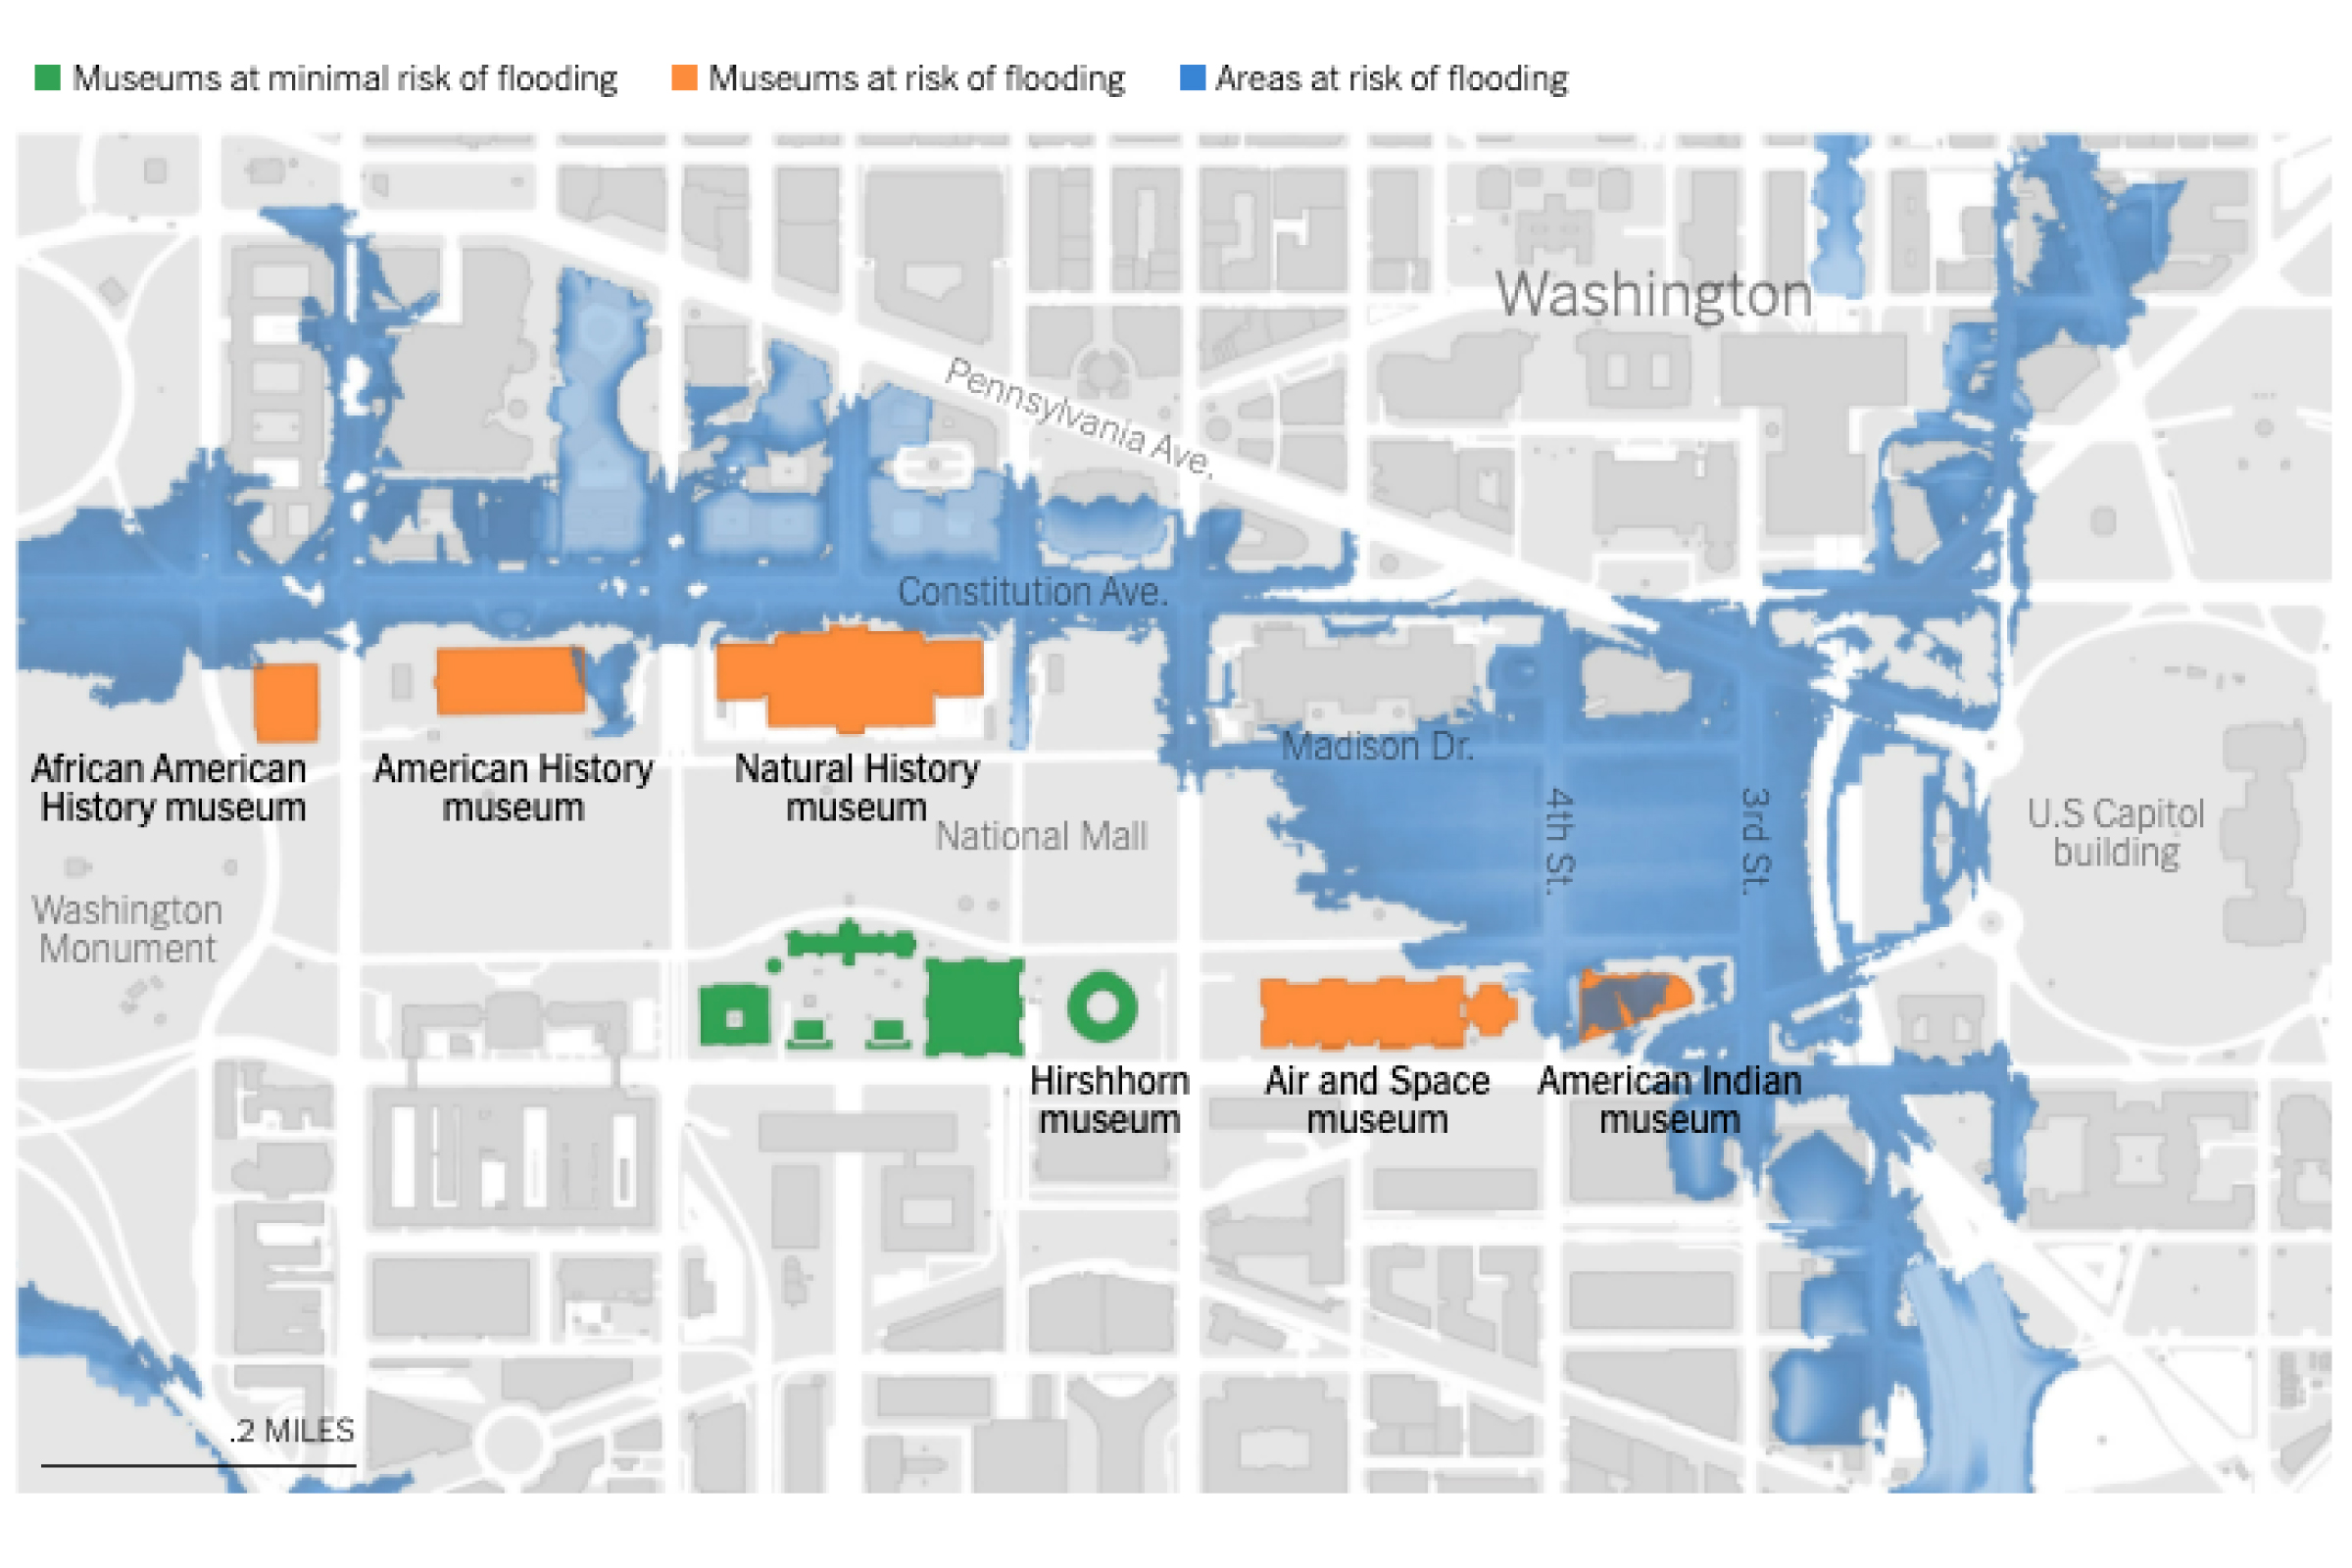 Museums at minimal risk of flooding
Museums at risk of flooding
Areas at risk of flooding
Washington
Pennsylvania Ave.
Constitution Ave.
Madison Dr.
4th St.
3rd St.
African American
History museum
American History
museum
Natural History
museum
National Mall
U.S Capitol
building
Washington
Monument
Hirshhorn
museum
Air and Space
museum
American Indian
museum
.2 MILES